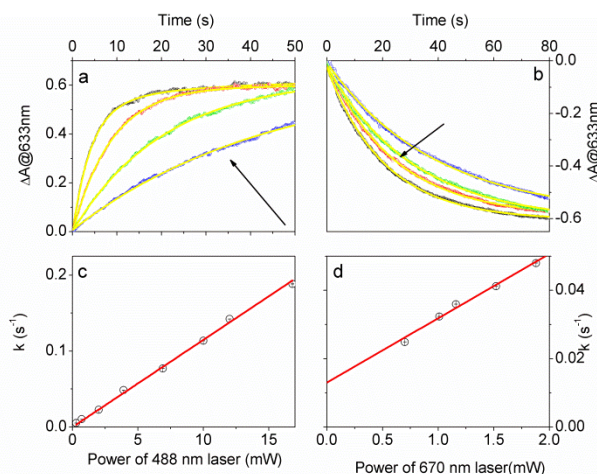 Time (s)
Time (s)
0 10 20 30 40 50
0 20 40 60 80
a
b
ΔA@633nm
0.6
0.4
0.2
0.0
0.0
-0.2
-0.4
-0.6
ΔA@633nm
c
d
k (s⁻¹)
0.2
0.1
0.0
0.04
0.02
0.00
k (s⁻¹)
0 5 10 15
0.0 0.5 1.0 1.5 2.0
Power of 488 nm laser (mW)
Power of 670 nm laser(mW)